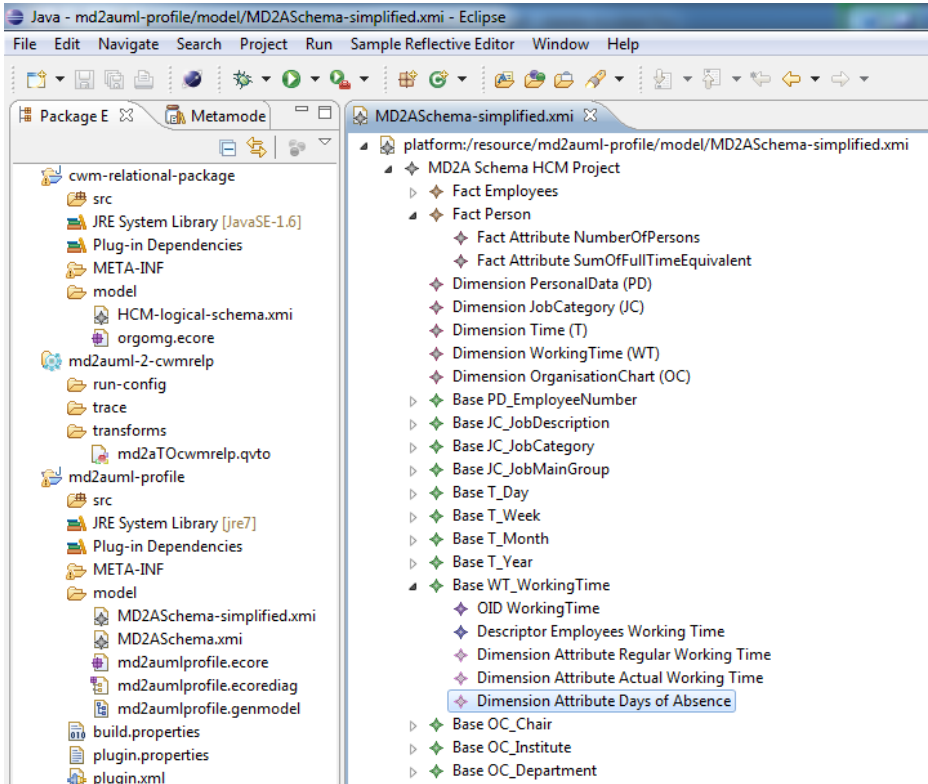 Java - md2auml-profile/model/MD2ASchema-simplified.xmi - Eclipse
File Edit Navigate Search Project Run Sample Reflective Editor Window Help
Package E Metamode
cwm-relational-package
src
JRE System Library [JavaSE-1.6]
Plug-in Dependencies
META-INF
model
HCM-logical-schema.xmi
orgomg.ecore
md2auml-2-cwmrelp
run-config
trace
transforms
md2aTOcwmrelp.qvto
md2auml-profile
src
JRE System Library [jre7]
Plug-in Dependencies
META-INF
model
MD2ASchema-simplified.xmi
MD2ASchema.xmi
md2aumlprofile.ecore
md2aumlprofile.ecorediag
md2aumlprofile.genmodel
build.properties
plugin.properties
plugin.xml
MD2ASchema-simplified.xmi
platform:/resource/md2auml-profile/model/MD2ASchema-simplified.xmi
MD2A Schema HCM Project
Fact Employees
Fact Person
Fact Attribute NumberOfPersons
Fact Attribute SumOfFullTimeEquivalent
Dimension PersonalData (PD)
Dimension JobCategory (JC)
Dimension Time (T)
Dimension WorkingTime (WT)
Dimension OrganisationChart (OC)
Base PD_EmployeeNumber
Base JC_JobDescription
Base JC_JobCategory
Base JC_JobMainGroup
Base T_Day
Base T_Week
Base T_Month
Base T_Year
Base WT_WorkingTime
OID WorkingTime
Descriptor Employees Working Time
Dimension Attribute Regular Working Time
Dimension Attribute Actual Working Time
Dimension Attribute Days of Absence
Base OC_Chair
Base OC_Institute
Base OC_Department